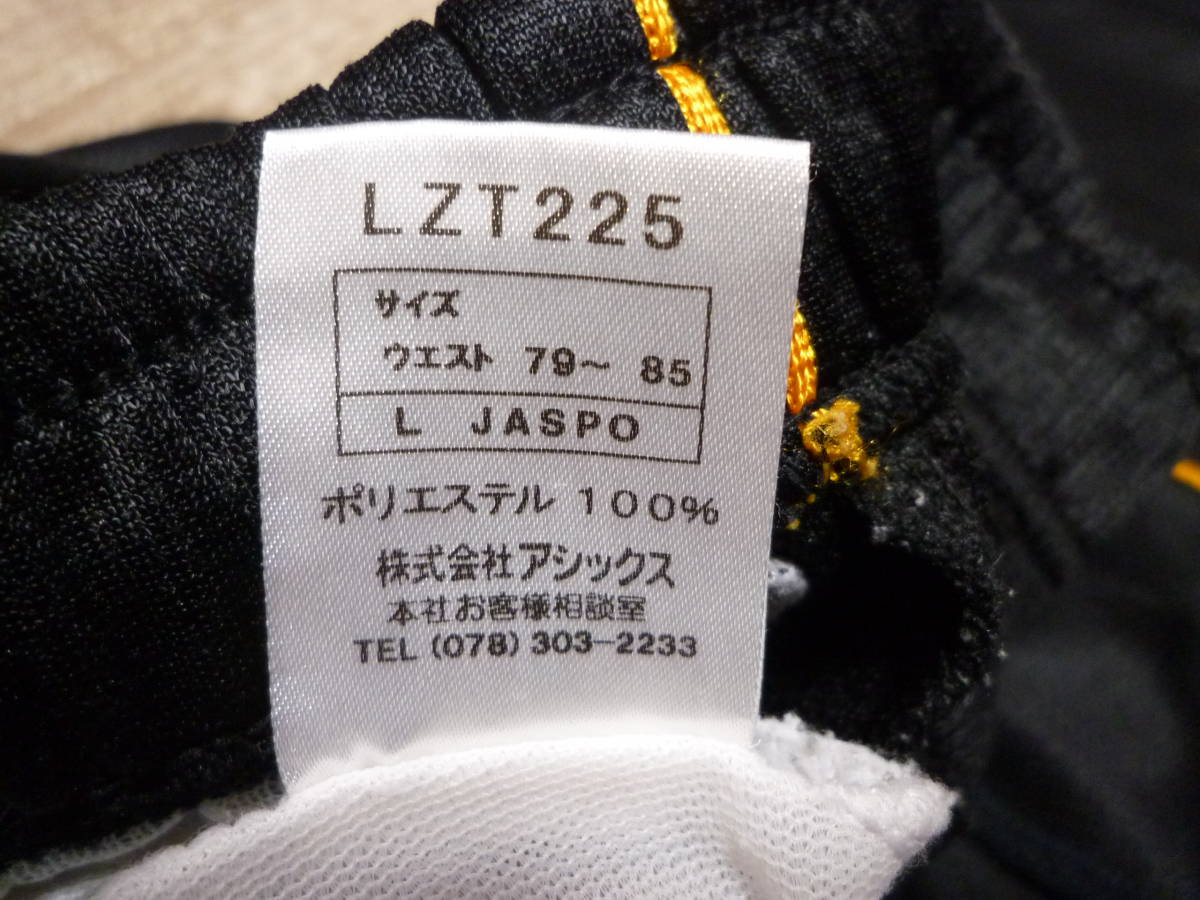 LZT225
サイズ
ウエスト 79～ 85
L JASPO
ポリエステル 100%
株式会社アシックス
本社お客様相談室
TEL (078) 303-2233